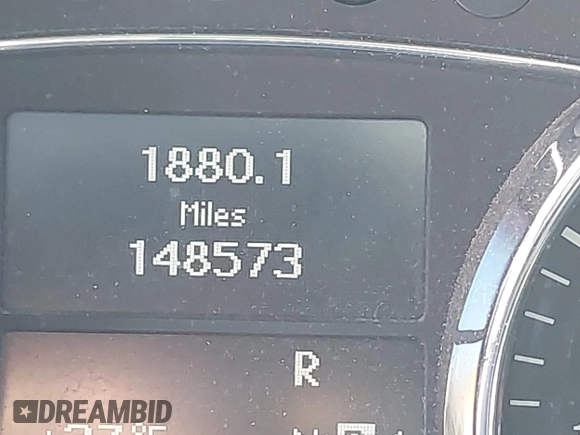 1880.1
Miles
148573
R
DREAMBID